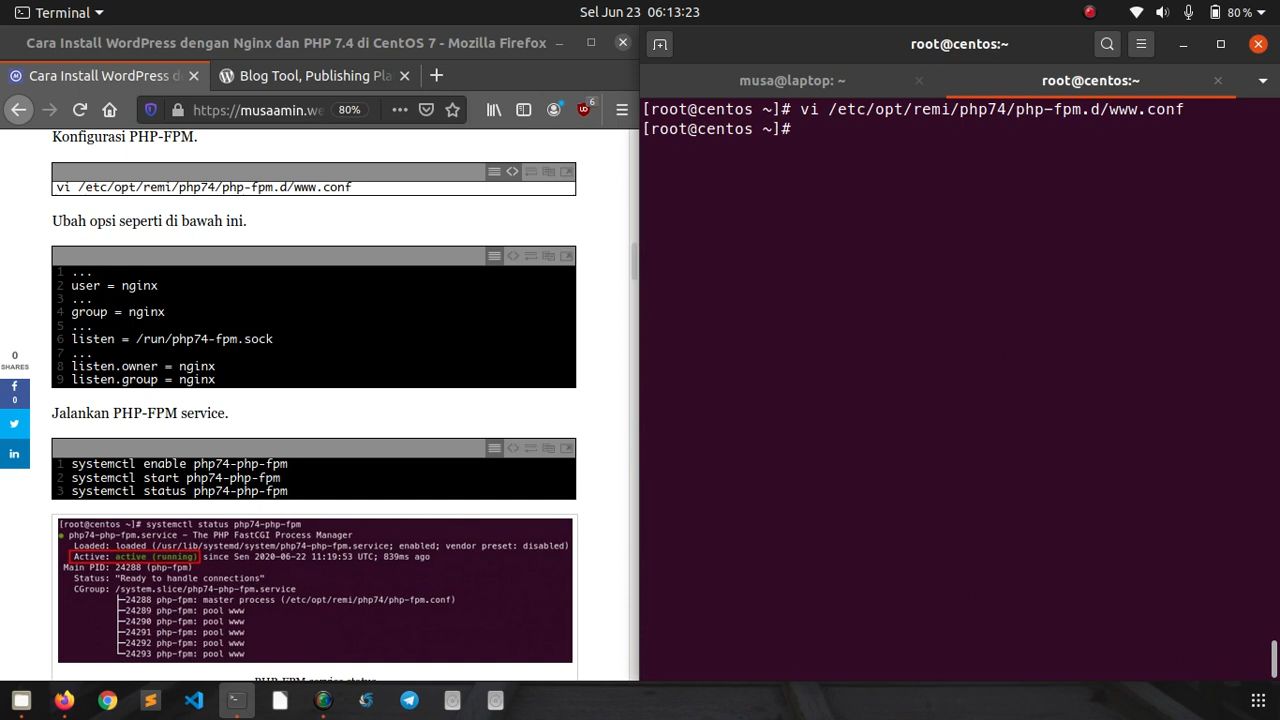 Terminal
Sel Jun 23 06:13:23
80%
Cara Install WordPress dengan Nginx dan PHP 7.4 di CentOS 7 - Mozilla Firefox
root@centos:~
Cara Install WordPress d
Blog Tool, Publishing Pla
musa@laptop: ~
root@centos:~
https://musaamin.we
80%
6
Konfigurasi PHP-FPM.
vi /etc/opt/remi/php74/php-fpm.d/www.conf
Ubah opsi seperti di bawah ini.
1 ...
2 user = nginx
3 ...
4 group = nginx
5 ...
6 listen = /run/php74-fpm.sock
7 ...
8 listen.owner = nginx
9 listen.group = nginx
0
SHARES
f
0
in
Jalankan PHP-FPM service.
1 systemctl enable php74-php-fpm
2 systemctl start php74-php-fpm
3 systemctl status php74-php-fpm
[root@centos ~]# systemctl status php74-php-fpm
● php74-php-fpm.service - The PHP FastCGI Process Manager
Loaded: loaded (/usr/lib/systemd/system/php74-php-fpm.service; enabled; vendor preset: disabled)
Active: active (running) since Sen 2020-06-22 11:19:53 UTC; 839ms ago
Main PID: 24288 (php-fpm)
Status: "Ready to handle connections"
CGroup: /system.slice/php74-php-fpm.service
├─24288 php-fpm: master process (/etc/opt/remi/php74/php-fpm.conf)
├─24289 php-fpm: pool www
├─24290 php-fpm: pool www
├─24291 php-fpm: pool www
├─24292 php-fpm: pool www
└─24293 php-fpm: pool www
PHP-FPM service status
[root@centos ~]# vi /etc/opt/remi/php74/php-fpm.d/www.conf
[root@centos ~]#